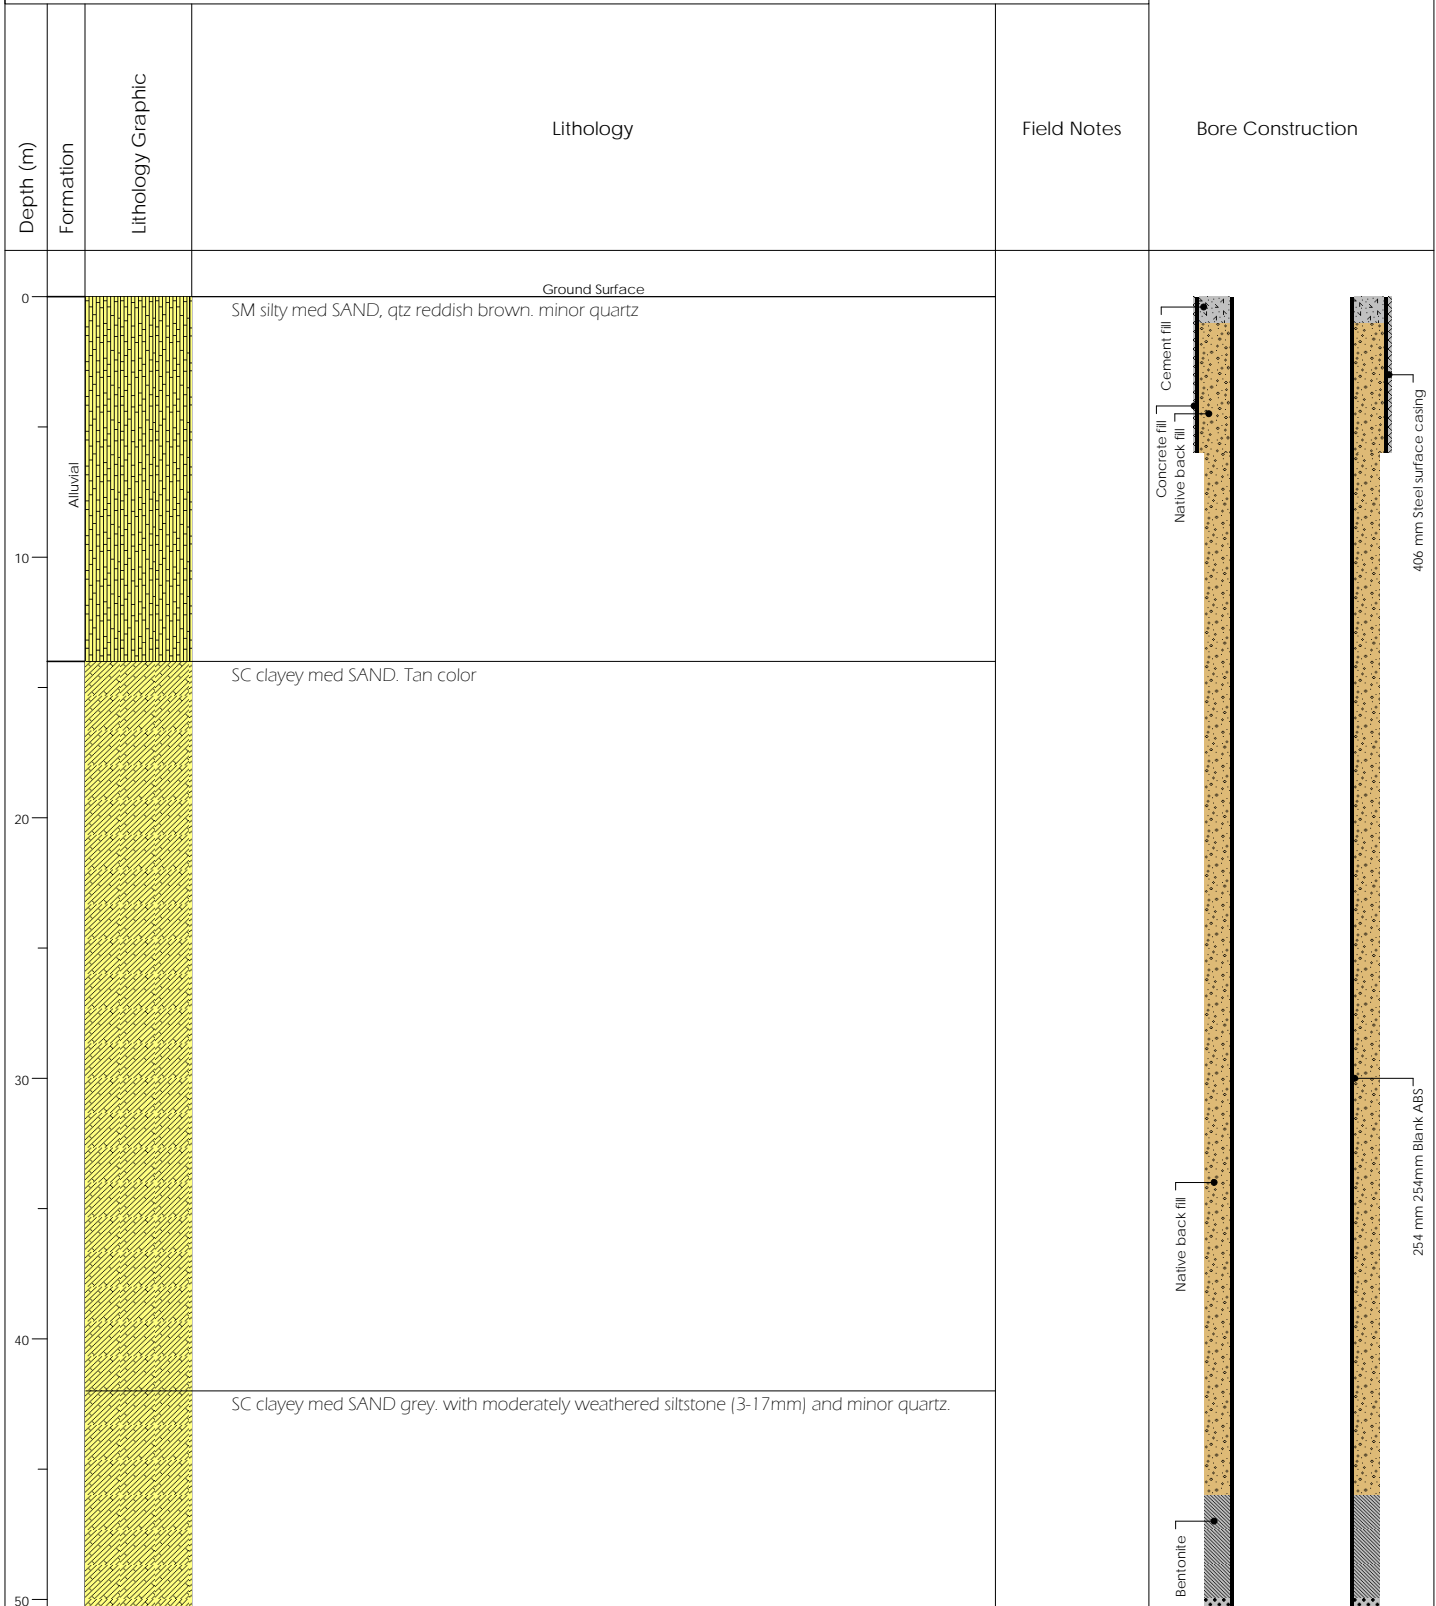 Depth (m)
Formation
Lithology Graphic
Lithology
Field Notes
Bore Construction
Ground Surface
0
SM silty med SAND, qtz reddish brown. minor quartz
Cement fill
Concrete fill
Native back fill
406 mm Steel surface casing
Alluvial
10
SC clayey med SAND. Tan color
20
30
254 mm 254mm Blank ABS
Native back fill
40
SC clayey med SAND grey. with moderately weathered siltstone (3-17mm) and minor quartz.
Bentonite
50